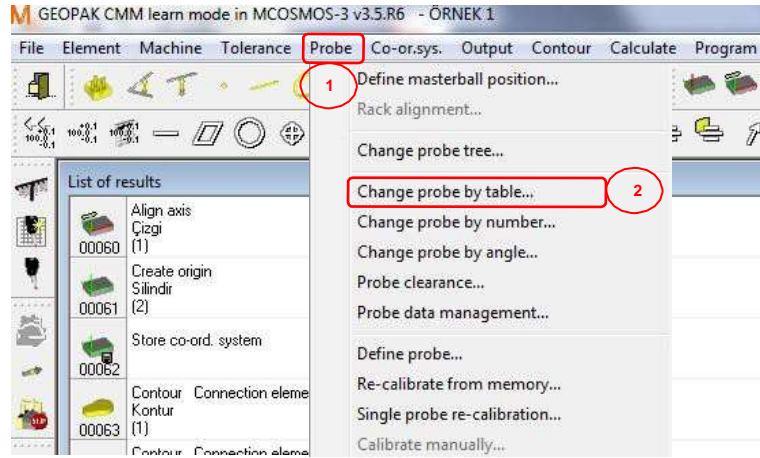 GEOPAK CMM learn mode in MCOSMOS-3 v3.5.R6 - ÖRNEK 1
File Element Machine Tolerance Probe Co-or.sys. Output Contour Calculate Program
1
Define masterball position...
Rack alignment...
Change probe tree...
Change probe by table...
2
Change probe by number...
Change probe by angle...
Probe clearance...
Probe data management...
Define probe...
Re-calibrate from memory...
Single probe re-calibration...
Calibrate manually...
List of results
Align axis
Çizgi
00060 (1)
Create origin
Silindir
00061 (2)
Store co-ord. system
00062
Contour Connection eleme
Kontur
00063 (1)
Contour Connection eleme